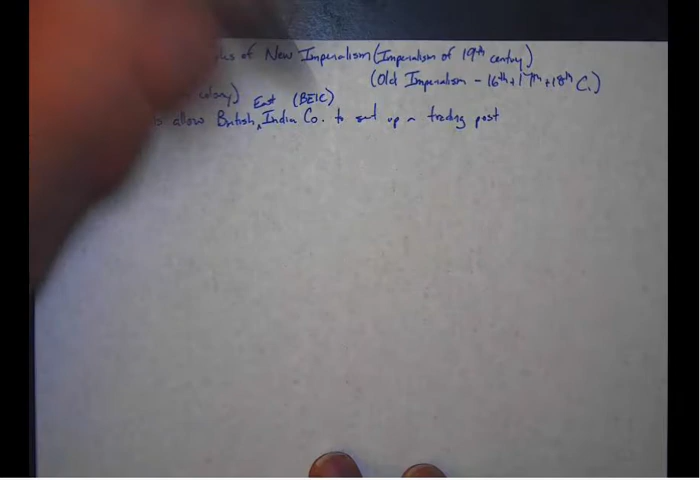 of New Imperialism (Imperialism of 19th century)
(Old Imperialism - 16th + 17th + 18th C.)
colony)
East (BEIC)
allow British ‸ India Co. to set up a trading post